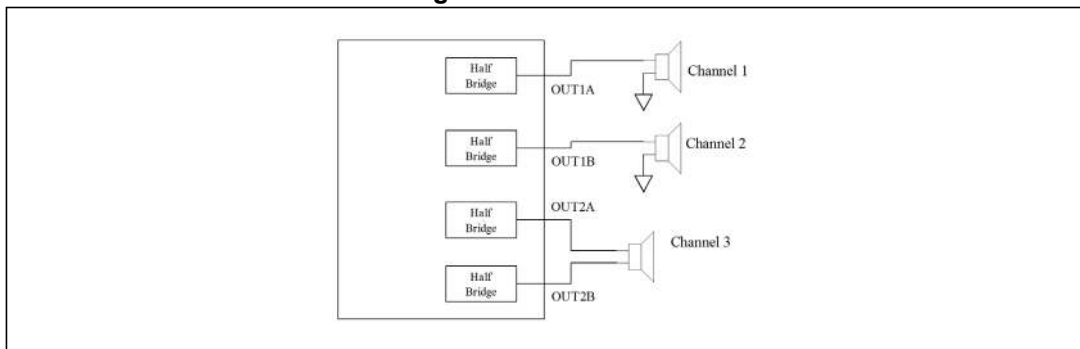 Half
Bridge
OUT1A
Channel 1
Half
Bridge
OUT1B
Channel 2
Half
Bridge
OUT2A
Channel 3
Half
Bridge
OUT2B